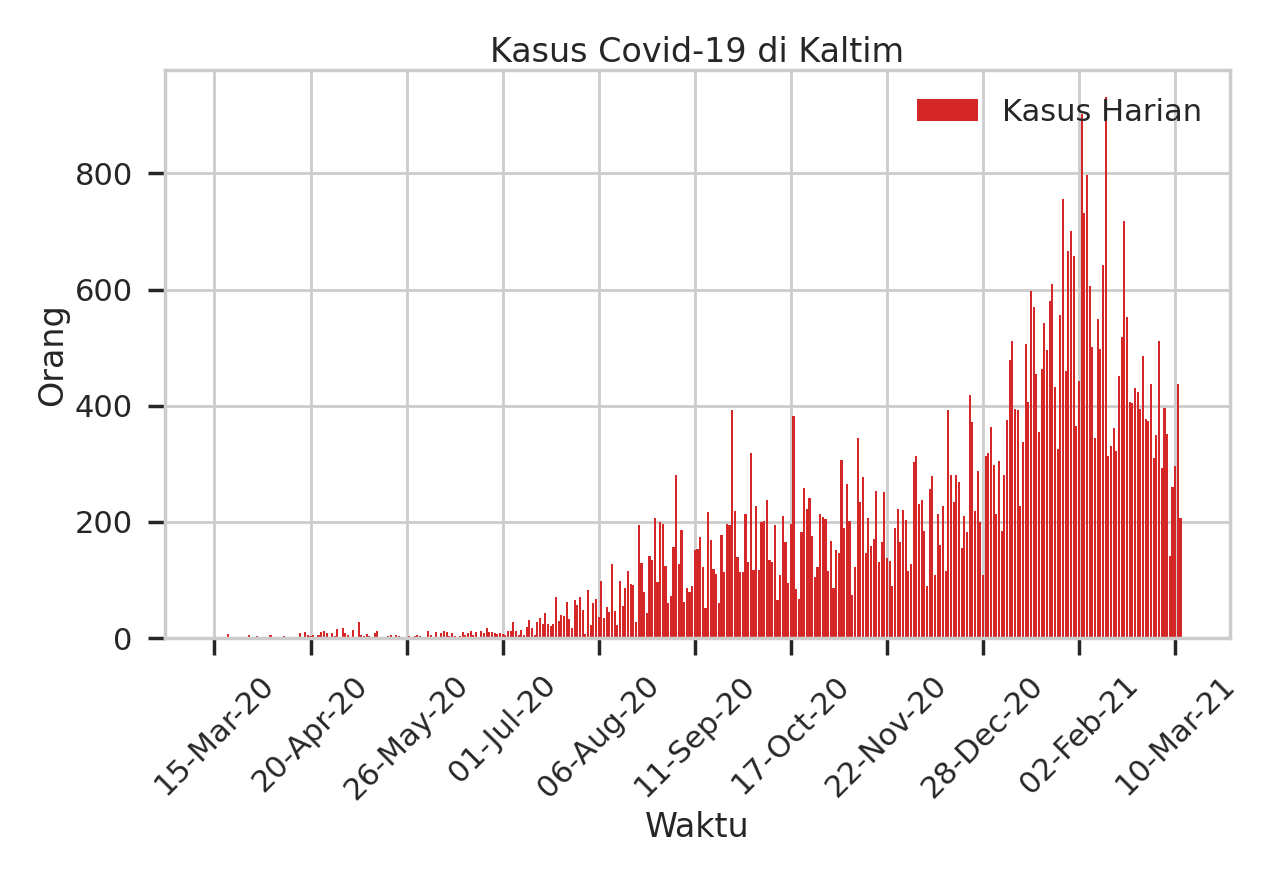 Kasus Covid-19 di Kaltim
Kasus Harian
800
600
400
200
0
Orang
15-Mar-20
20-Apr-20
26-May-20
01-Jul-20
06-Aug-20
11-Sep-20
17-Oct-20
22-Nov-20
28-Dec-20
02-Feb-21
10-Mar-21
Waktu